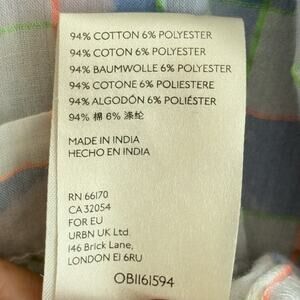 94% COTTON 6% POLYESTER
94% COTON 6% POLYESTER
94% BAUMWOLLE 6% POLYESTER
94% COTONE 6% POLIESTERE
94% ALGODÓN 6% POLIÉSTER
94% 棉 6% 涤纶
MADE IN INDIA
HECHO EN INDIA
RN 66170
CA 32054
FOR EU
URBN UK Ltd.
146 Brick Lane,
LONDON E1 6RU
OB1161594